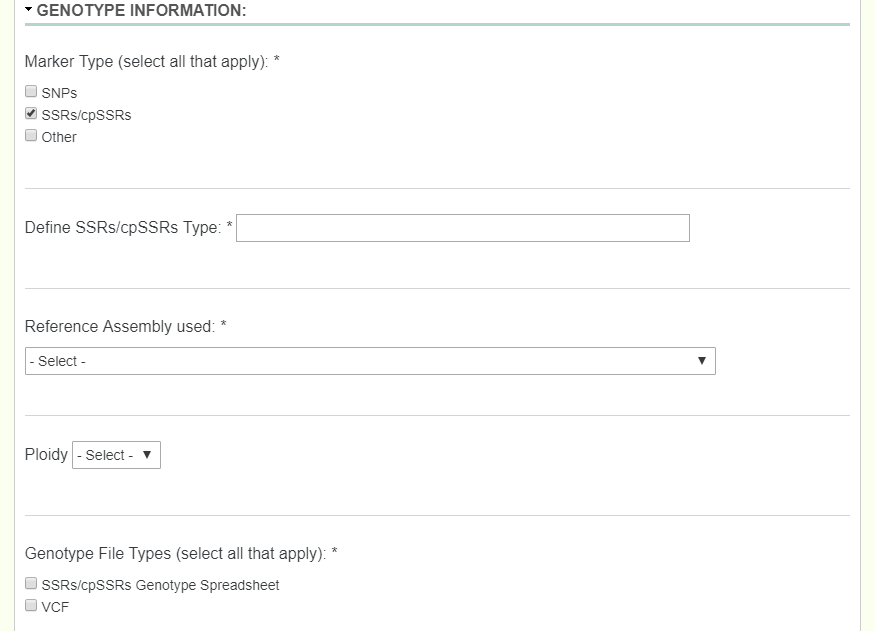 GENOTYPE INFORMATION:
Marker Type (select all that apply): *
SNPs
SSRs/cpSSRs
Other
Define SSRs/cpSSRs Type: *
Reference Assembly used: *
- Select -
Ploidy - Select -
Genotype File Types (select all that apply): *
SSRs/cpSSRs Genotype Spreadsheet
VCF